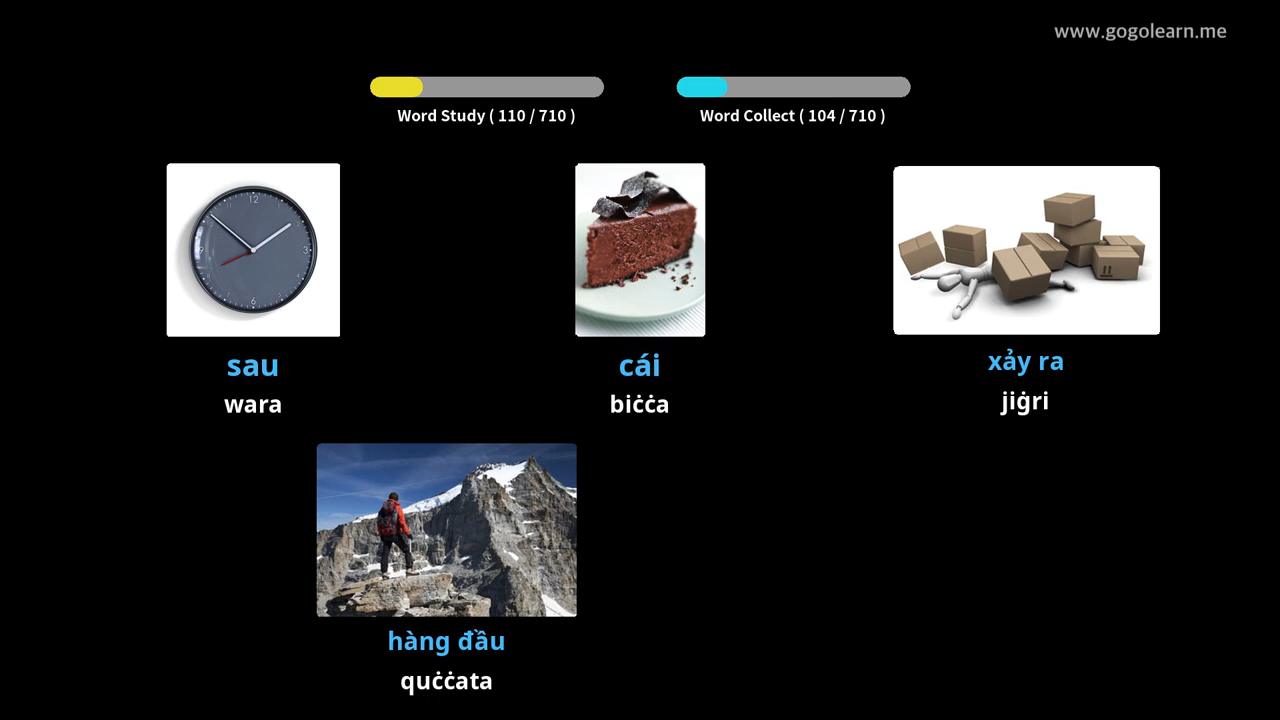 www.gogolearn.me
Word Study ( 110 / 710 )
Word Collect ( 104 / 710 )
sau
wara
cái
biċċa
xảy ra
jiġri
hàng đầu
quċċata